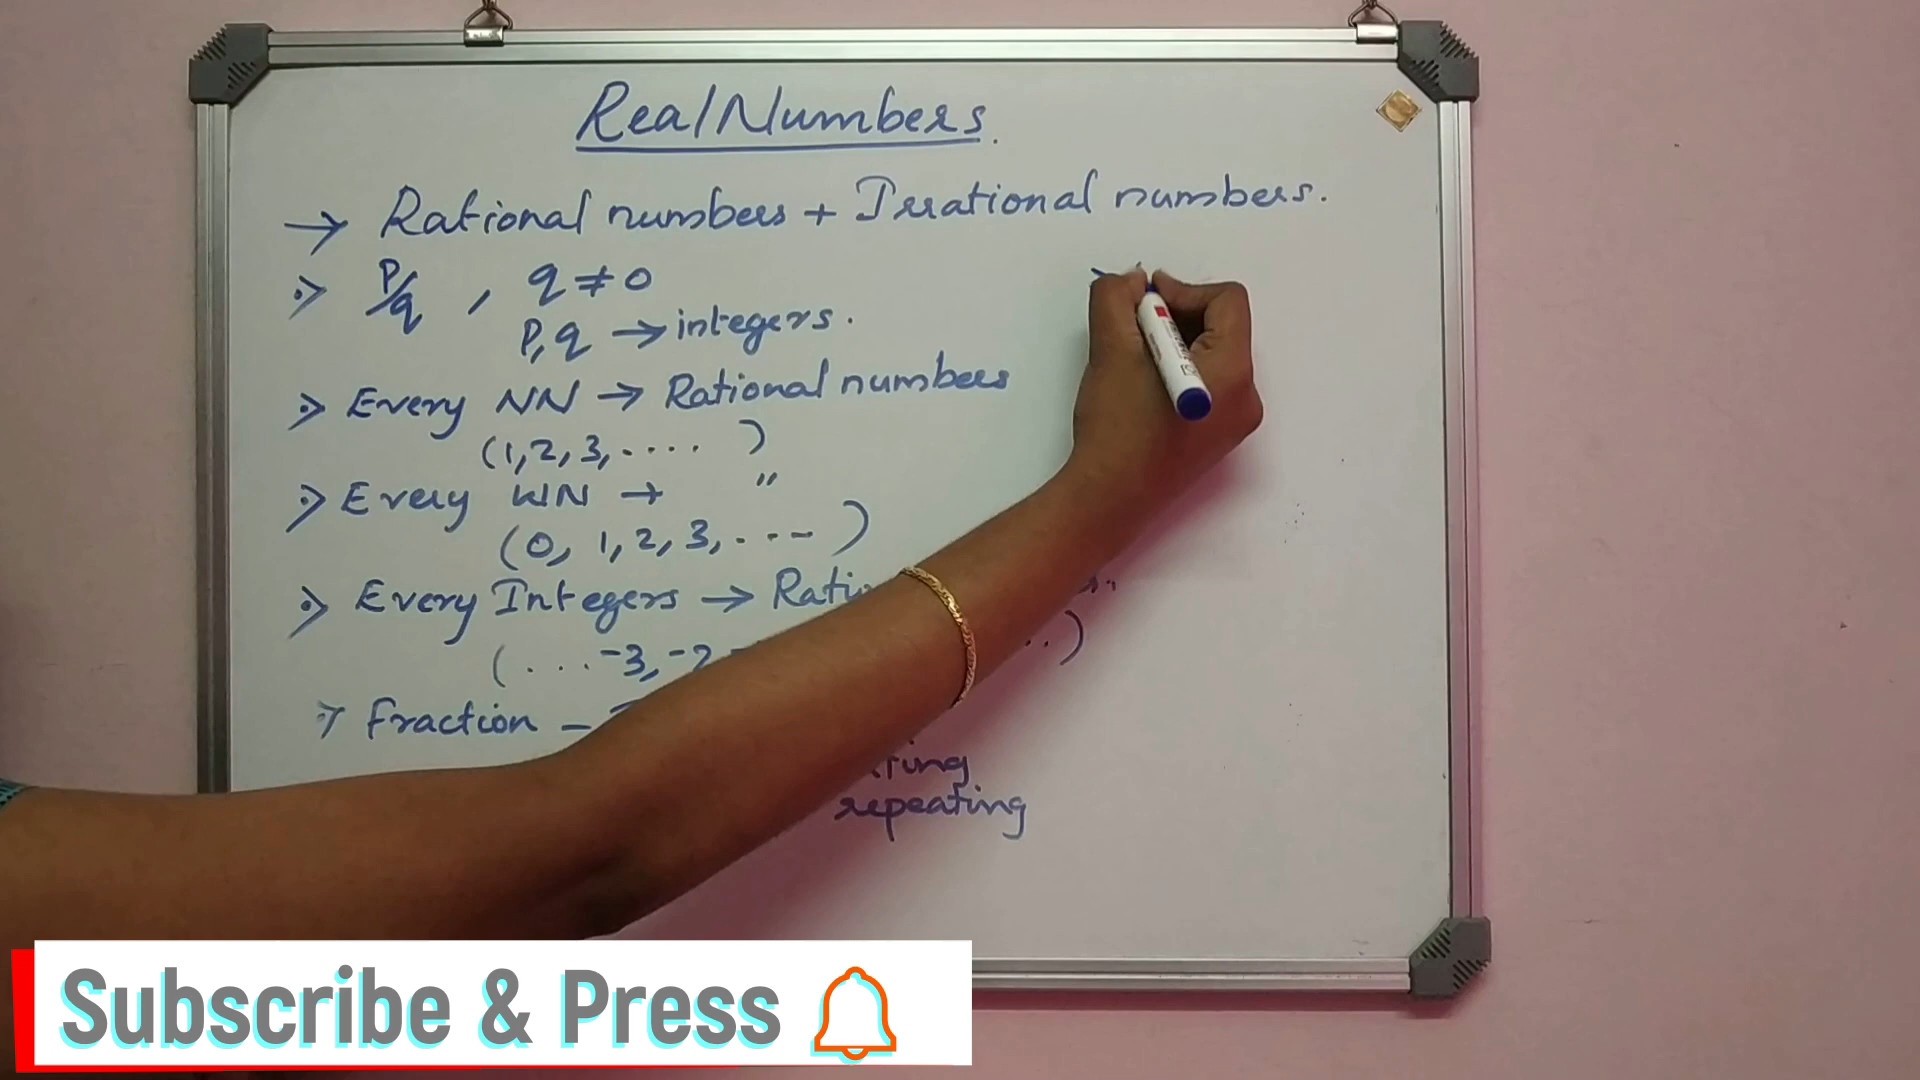 Real Numbers.
→ Rational numbers + Irrational numbers.
P/q , q ≠ 0
P, q → integers.
Every NN → Rational numbers
(1, 2, 3, .... )
Every WN → "
(0, 1, 2, 3, .... )
Every Integers →
(... -3, -2 ..)
Fraction –
repeating
Subscribe & Press